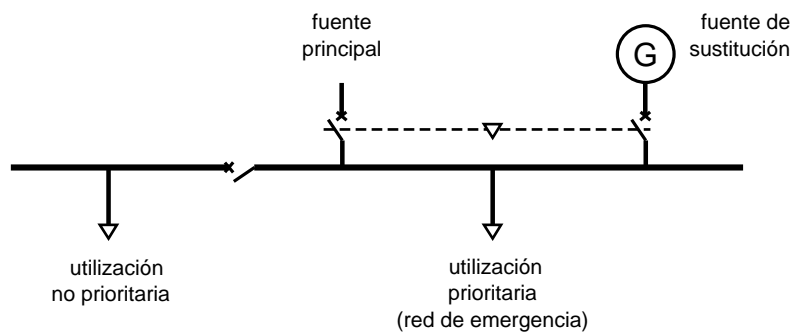 fuente
principal
fuente de
sustitución
G
utilización
no prioritaria
utilización
prioritaria
(red de emergencia)